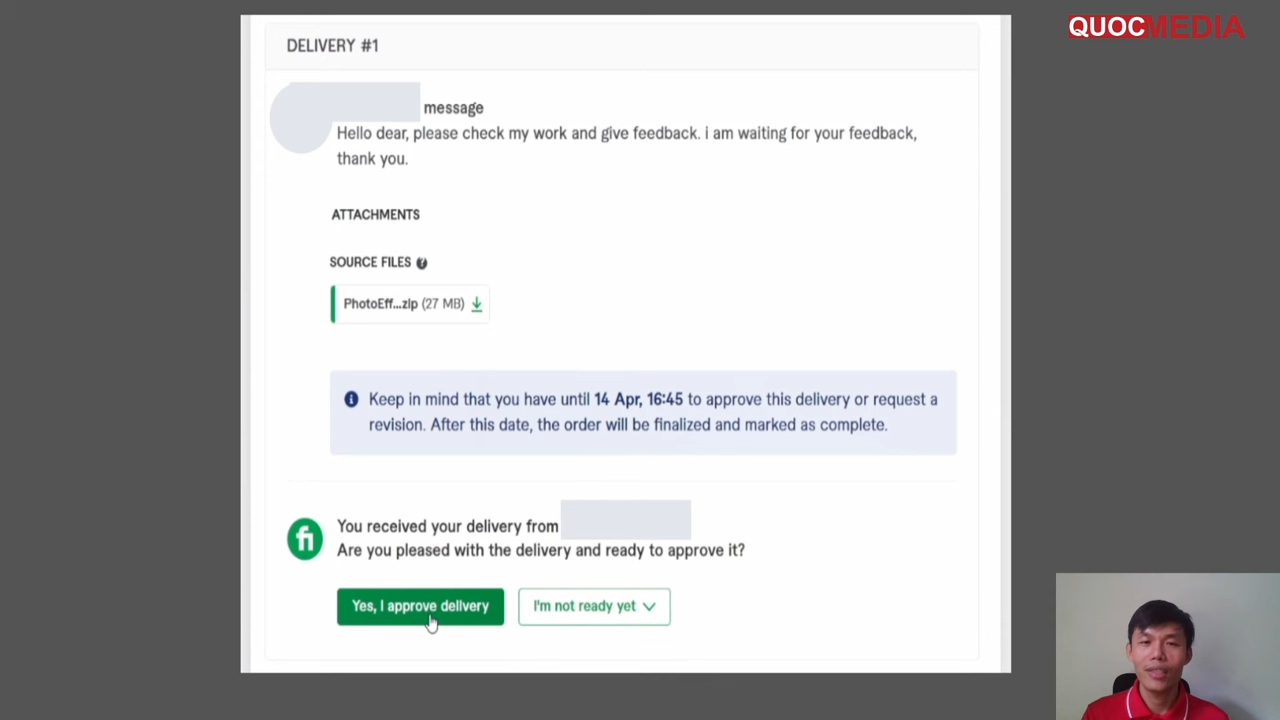 QUOCMEDIA
DELIVERY #1
message
Hello dear, please check my work and give feedback. i am waiting for your feedback,
thank you.
ATTACHMENTS
SOURCE FILES ?
PhotoEff...zip (27 MB)
Keep in mind that you have until 14 Apr, 16:45 to approve this delivery or request a
revision. After this date, the order will be finalized and marked as complete.
fi
You received your delivery from
Are you pleased with the delivery and ready to approve it?
Yes, I approve delivery
I'm not ready yet